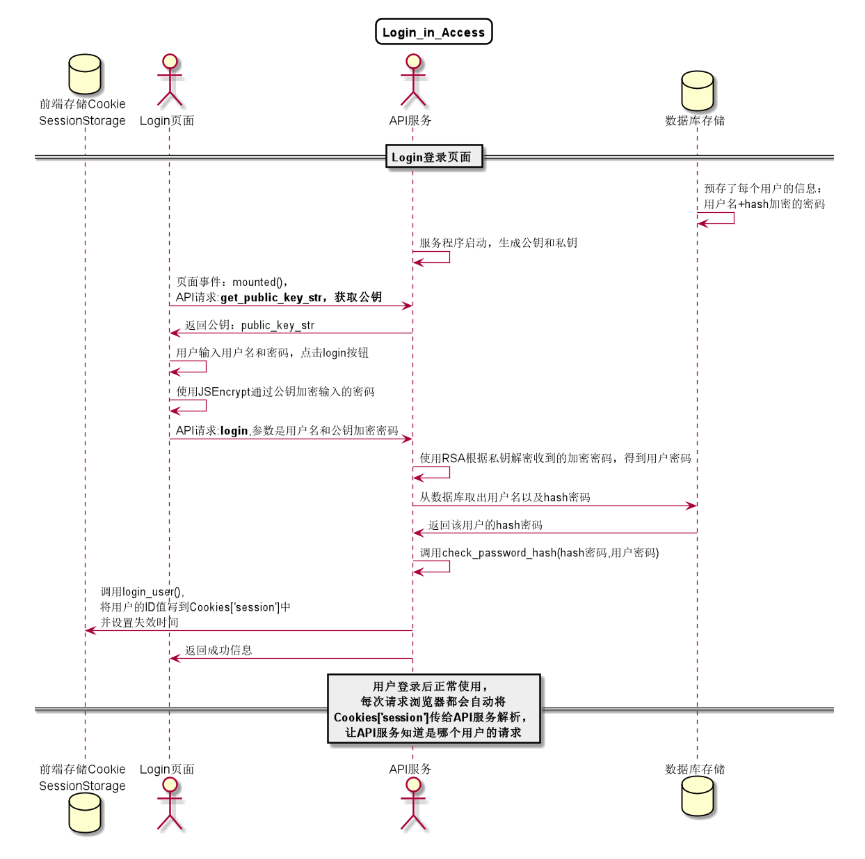 Login_in_Access
前端存储Cookie
SessionStorage
Login页面
API服务
数据库存储
Login登录页面
预存了每个用户的信息：
用户名+hash加密的密码
服务程序启动，生成公钥和私钥
页面事件：mounted()，
API请求:get_public_key_str，获取公钥
返回公钥：public_key_str
用户输入用户名和密码，点击login按钮
使用JSEncrypt通过公钥加密输入的密码
API请求:login,参数是用户名和公钥加密密码
使用RSA根据私钥解密收到的加密密码，得到用户密码
从数据库取出用户名以及hash密码
返回该用户的hash密码
调用check_password_hash(hash密码,用户密码)
调用login_user(),
将用户的ID值写到Cookies['session']中
并设置失效时间
返回成功信息
用户登录后正常使用，
每次请求浏览器都会自动将
Cookies['session']传给API服务解析，
让API服务知道是哪个用户的请求
前端存储Cookie
SessionStorage
Login页面
API服务
数据库存储